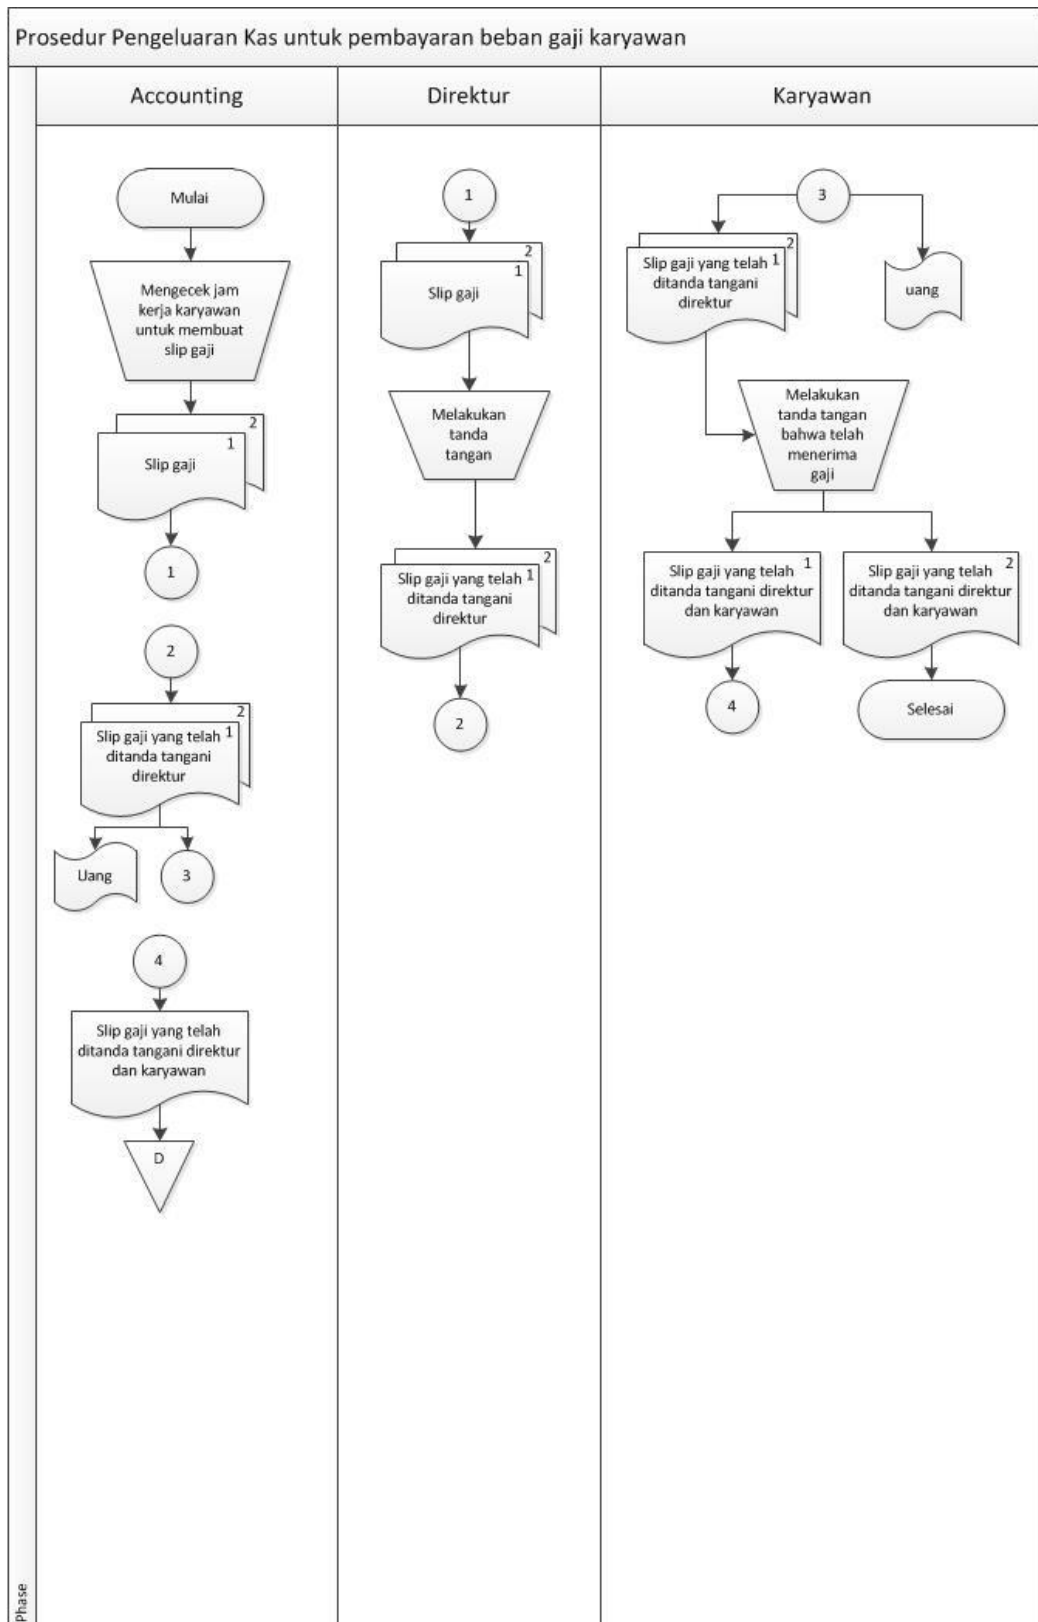 Prosedur Pengeluaran Kas untuk pembayaran beban gaji karyawan
Accounting
Direktur
Karyawan
Mulai
Mengecek jam
kerja karyawan
untuk membuat
slip gaji
2
1
Slip gaji
1
2
2
Slip gaji yang telah 1
ditanda tangani
direktur
Uang
3
4
Slip gaji yang telah
ditanda tangani direktur
dan karyawan
D
1
2
1
Slip gaji
Melakukan
tanda
tangan
2
Slip gaji yang telah 1
ditanda tangani
direktur
2
3
2
Slip gaji yang telah 1
ditanda tangani
direktur
uang
Melakukan
tanda tangan
bahwa telah
menerima
gaji
1
Slip gaji yang telah
ditanda tangani direktur
dan karyawan
4
2
Slip gaji yang telah
ditanda tangani direktur
dan karyawan
Selesai
Phase